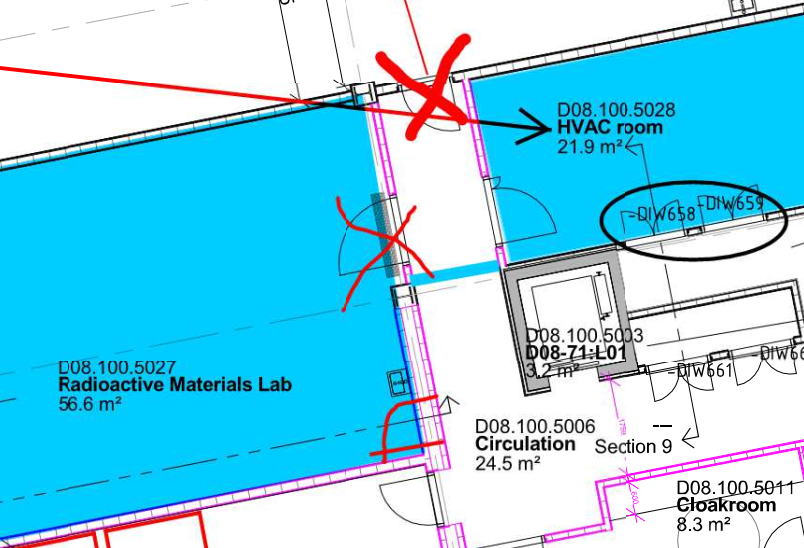 D08.100.5028
HVAC room
21.9 m²
-DIW658
-DIW659
D08.100.5003
D08-71:L01
3.2 m²
-DIW661
D08.100.5027
Radioactive Materials Lab
56.6 m²
D08.100.5006
Circulation
24.5 m²
Section 9
D08.100.5011
Cloakroom
8.3 m²